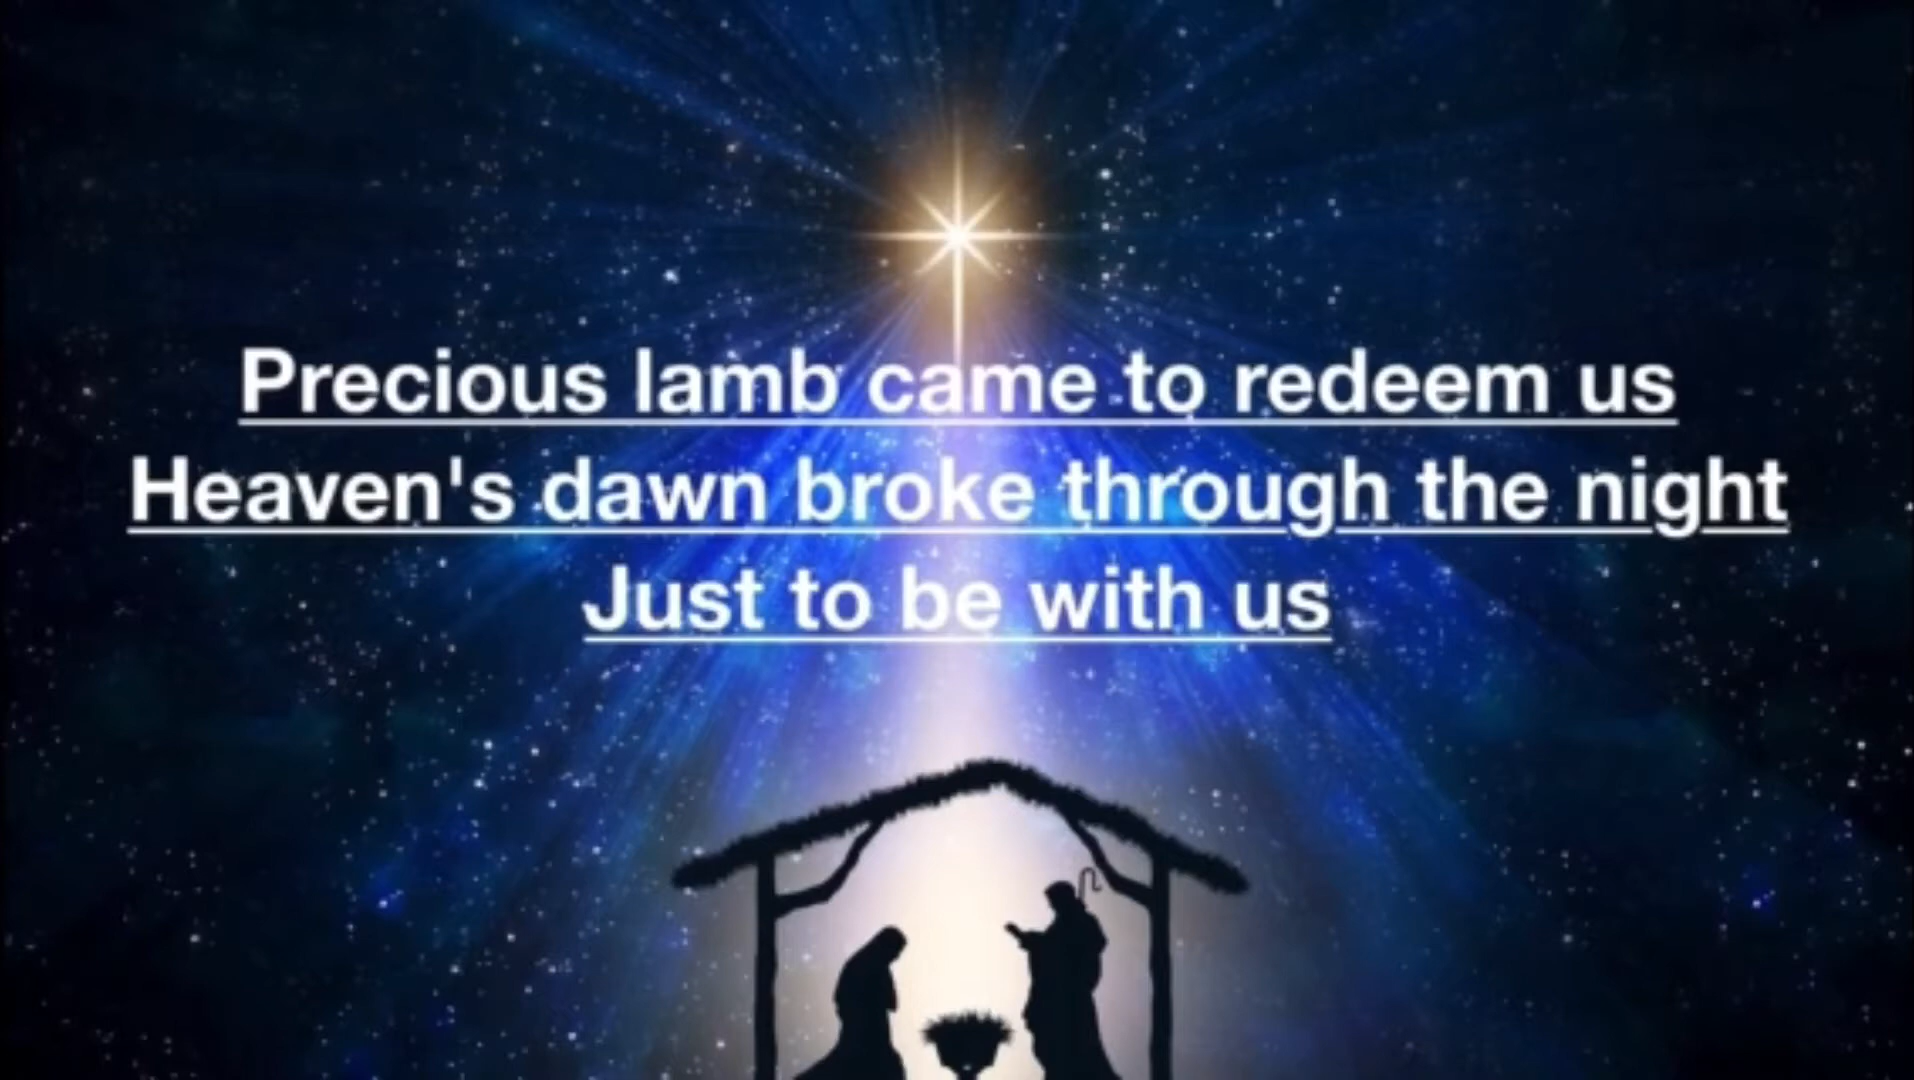 Precious lamb came to redeem us
Heaven's dawn broke through the night
Just to be with us